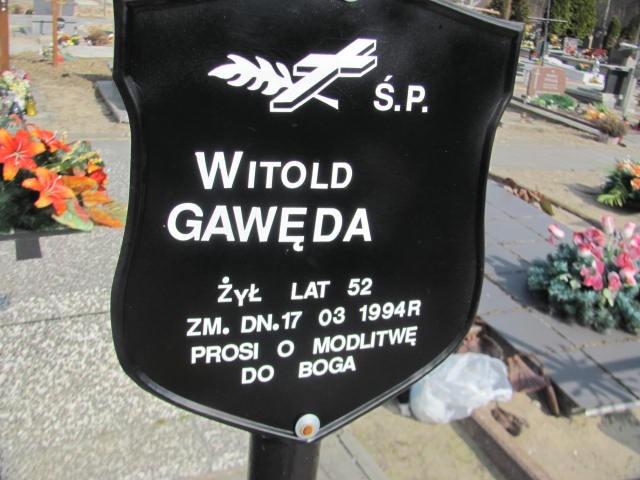 Ś.P.
WITOLD
GAWĘDA
ŻYŁ LAT 52
ZM. DN.17 03 1994R
PROSI O MODLITWĘ
DO BOGA